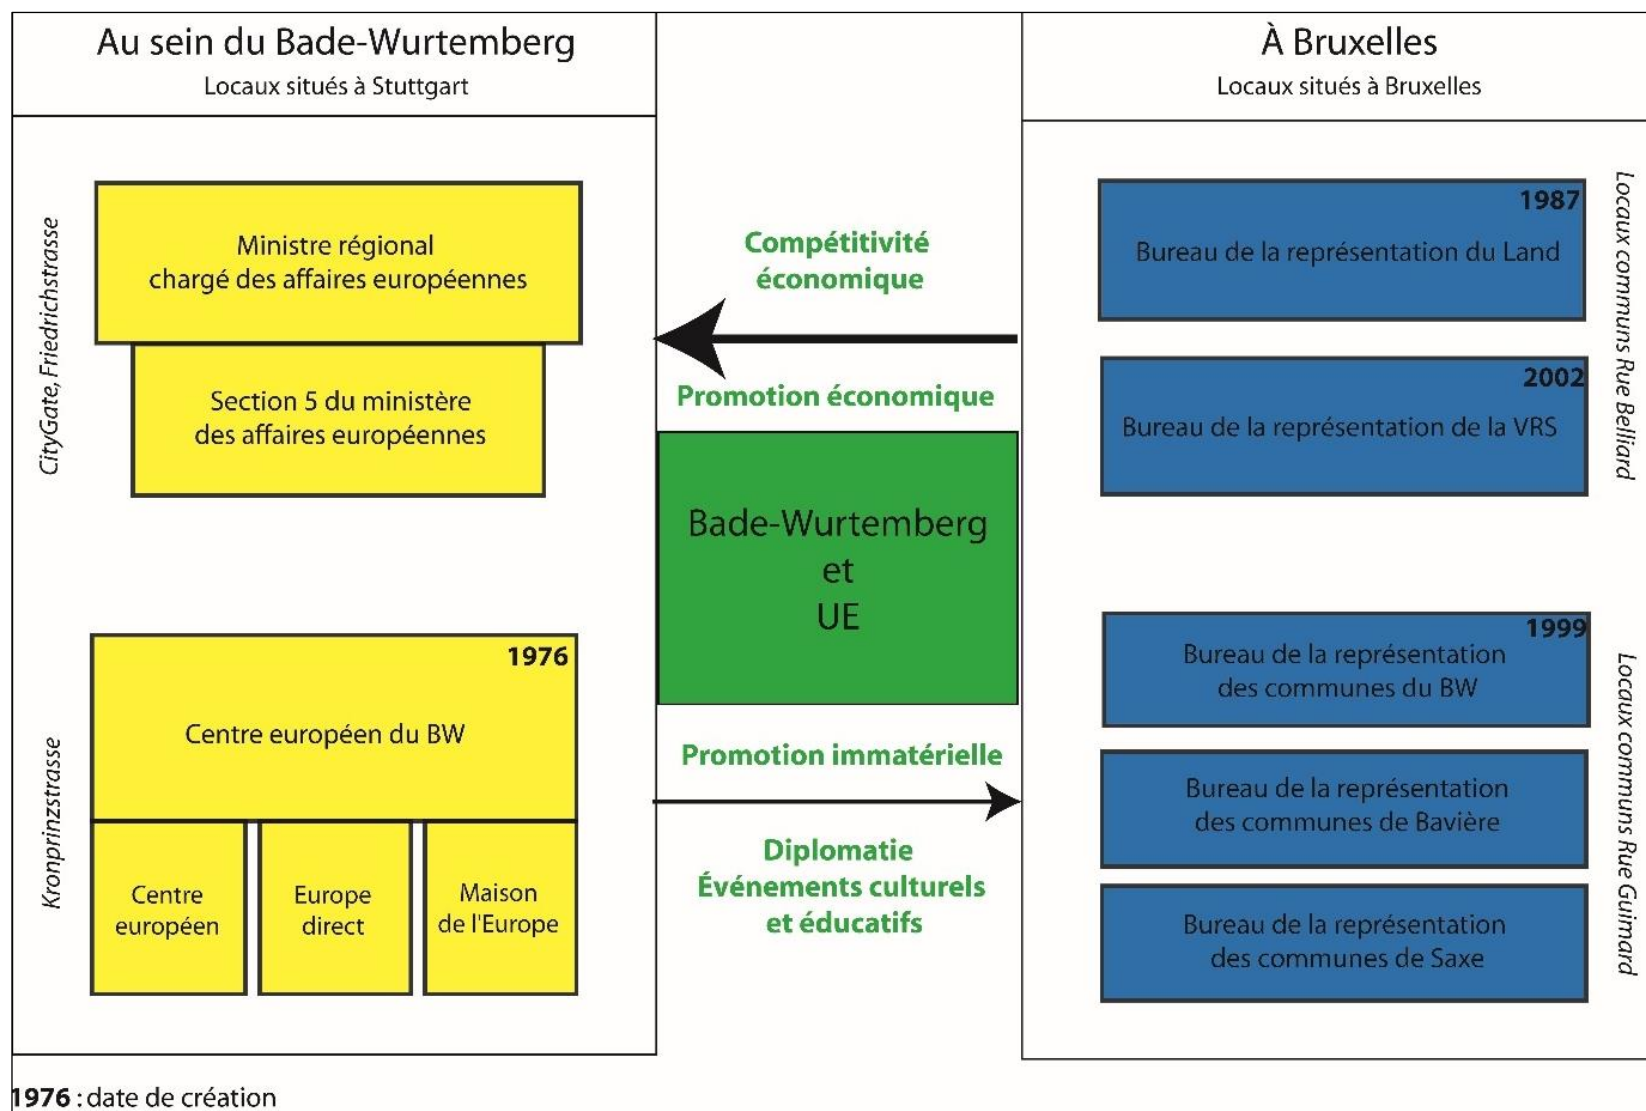 Au sein du Bade-Wurtemberg
Locaux situés à Stuttgart
CityGate, Friedrichstrasse
Ministre régional
chargé des affaires européennes
Section 5 du ministère
des affaires européennes
Kronprinzstrasse
1976
Centre européen du BW
Centre
européen
Europe
direct
Maison
de l'Europe
Compétitivité
économique
Promotion économique
Bade-Wurtemberg
et
UE
Promotion immatérielle
Diplomatie
Événements culturels
et éducatifs
À Bruxelles
Locaux situés à Bruxelles
1987
Bureau de la représentation du Land
2002
Bureau de la représentation de la VRS
Locaux communs Rue Belliard
1999
Bureau de la représentation
des communes du BW
Bureau de la représentation
des communes de Bavière
Bureau de la représentation
des communes de Saxe
Locaux communs Rue Guimard
1976 : date de création